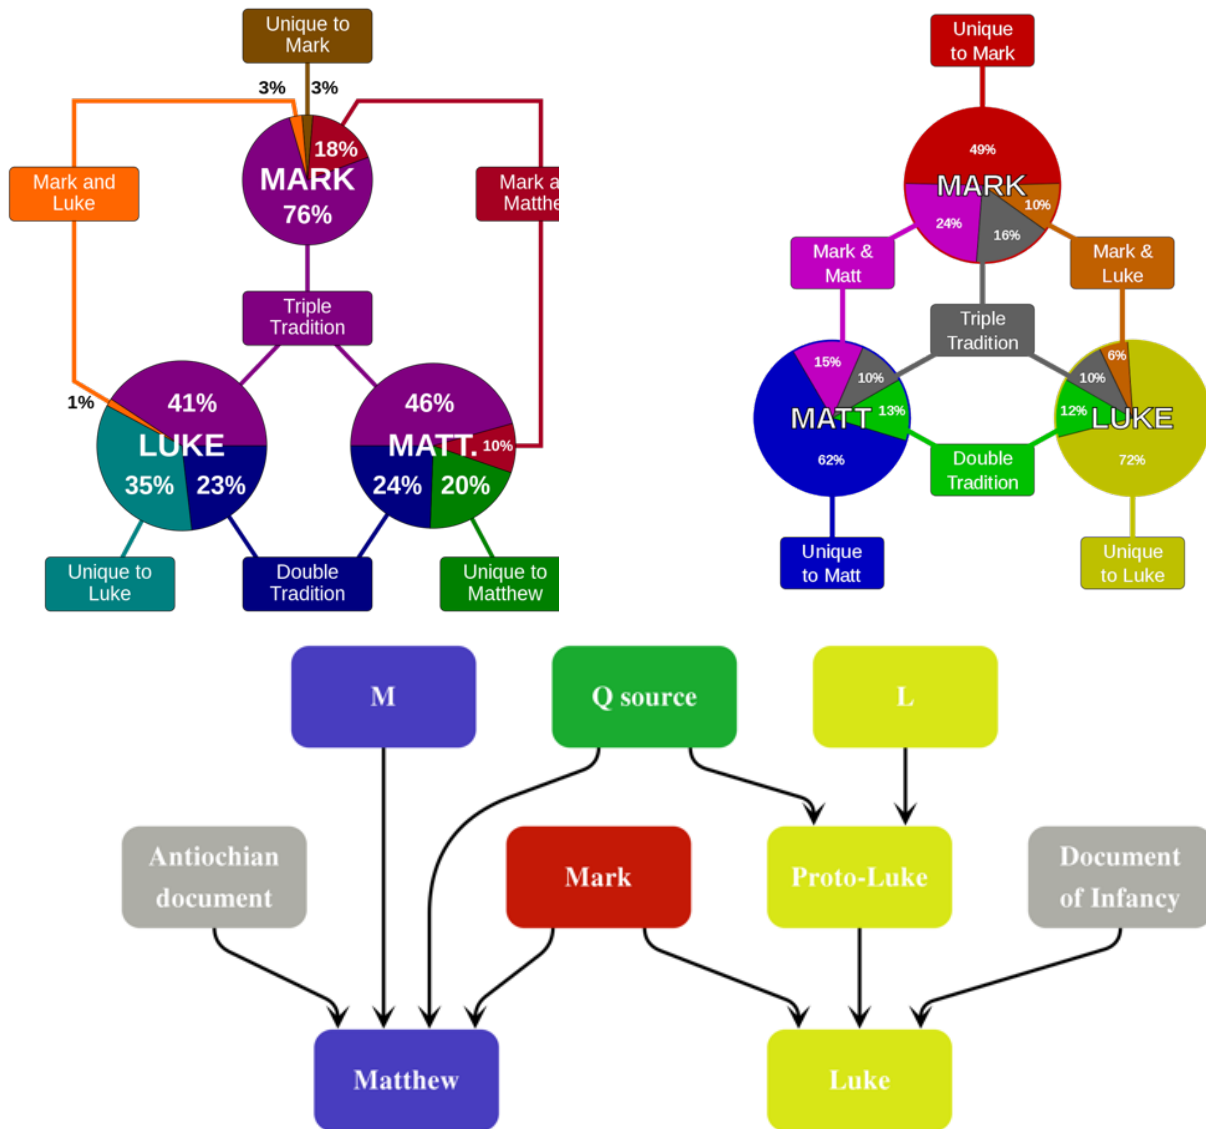 Unique to
Mark
3%
3%
18%
MARK
76%
Mark and
Luke
Mark a
Matthe
Triple
Tradition
1%
41%
LUKE
35%
23%
46%
MATT.
10%
24%
20%
Unique to
Luke
Double
Tradition
Unique to
Matthew
Unique
to Mark
49%
MARK
10%
24%
16%
Mark &
Matt
Mark &
Luke
Triple
Tradition
15%
10%
MATT
13%
62%
6%
10%
12%
LUKE
72%
Double
Tradition
Unique
to Matt
Unique
to Luke
M
Q source
L
Antiochian
document
Mark
Proto-Luke
Document
of Infancy
Matthew
Luke